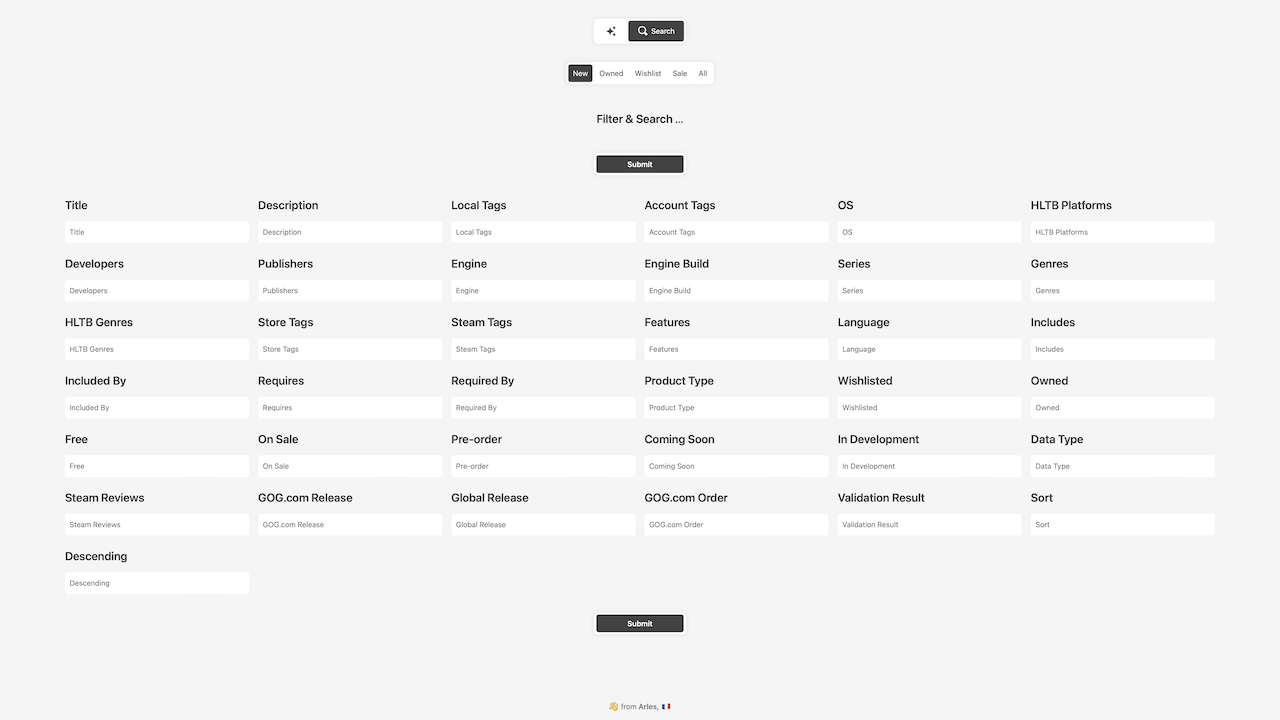 Search
New Owned Wishlist Sale All
Filter & Search ...
Submit
Title Description Local Tags Account Tags OS HLTB Platforms
Title Description Local Tags Account Tags OS HLTB Platforms
Developers Publishers Engine Engine Build Series Genres
Developers Publishers Engine Engine Build Series Genres
HLTB Genres Store Tags Steam Tags Features Language Includes
HLTB Genres Store Tags Steam Tags Features Language Includes
Included By Requires Required By Product Type Wishlisted Owned
Included By Requires Required By Product Type Wishlisted Owned
Free On Sale Pre-order Coming Soon In Development Data Type
Free On Sale Pre-order Coming Soon In Development Data Type
Steam Reviews GOG.com Release Global Release GOG.com Order Validation Result Sort
Steam Reviews GOG.com Release Global Release GOG.com Order Validation Result Sort
Descending
Descending
Submit
👋 from Arles, 🇫🇷